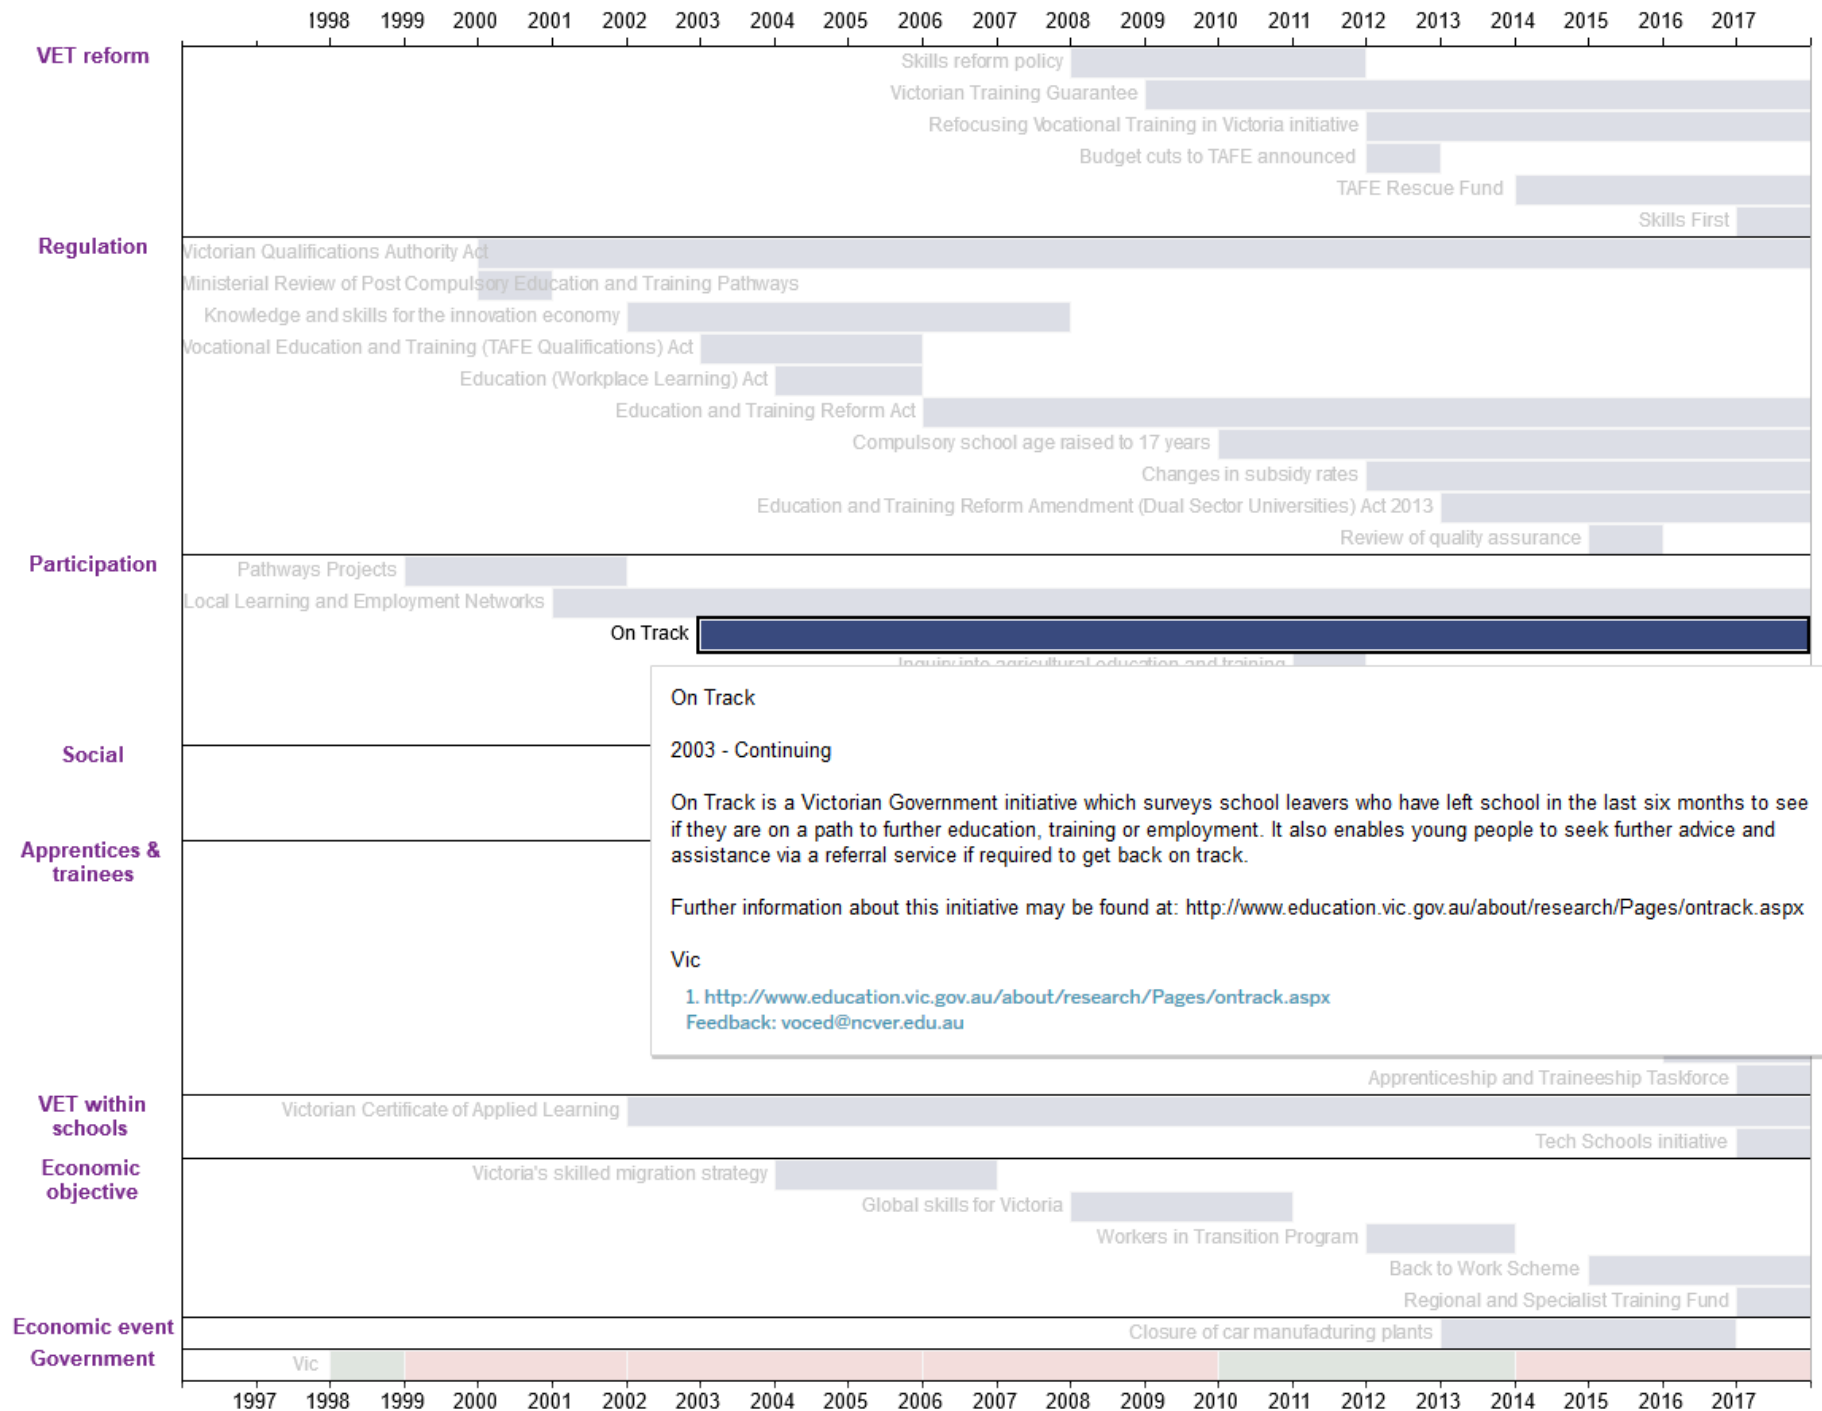 1998 1999 2000 2001 2002 2003 2004 2005 2006 2007 2008 2009 2010 2011 2012 2013 2014 2015 2016 2017
VET reform
Skills reform policy
Victorian Training Guarantee
Refocusing Vocational Training in Victoria initiative
Budget cuts to TAFE announced
TAFE Rescue Fund
Skills First
Regulation
Victorian Qualifications Authority Act
Ministerial Review of Post Compulsory Education and Training Pathways
Knowledge and skills for the innovation economy
Vocational Education and Training (TAFE Qualifications) Act
Education (Workplace Learning) Act
Education and Training Reform Act
Compulsory school age raised to 17 years
Changes in subsidy rates
Education and Training Reform Amendment (Dual Sector Universities) Act 2013
Review of quality assurance
Participation
Pathways Projects
Local Learning and Employment Networks
On Track
Inquiry into agricultural education and training
On Track
2003 - Continuing
On Track is a Victorian Government initiative which surveys school leavers who have left school in the last six months to see
if they are on a path to further education, training or employment. It also enables young people to seek further advice and
assistance via a referral service if required to get back on track.
Further information about this initiative may be found at: http://www.education.vic.gov.au/about/research/Pages/ontrack.aspx
Vic
1. http://www.education.vic.gov.au/about/research/Pages/ontrack.aspx
Feedback: voced@ncver.edu.au
Social
Apprentices &
trainees
Apprenticeship and Traineeship Taskforce
VET within
schools
Victorian Certificate of Applied Learning
Tech Schools initiative
Economic
objective
Victoria's skilled migration strategy
Global skills for Victoria
Workers in Transition Program
Back to Work Scheme
Regional and Specialist Training Fund
Economic event
Closure of car manufacturing plants
Government
Vic
1997 1998 1999 2000 2001 2002 2003 2004 2005 2006 2007 2008 2009 2010 2011 2012 2013 2014 2015 2016 2017